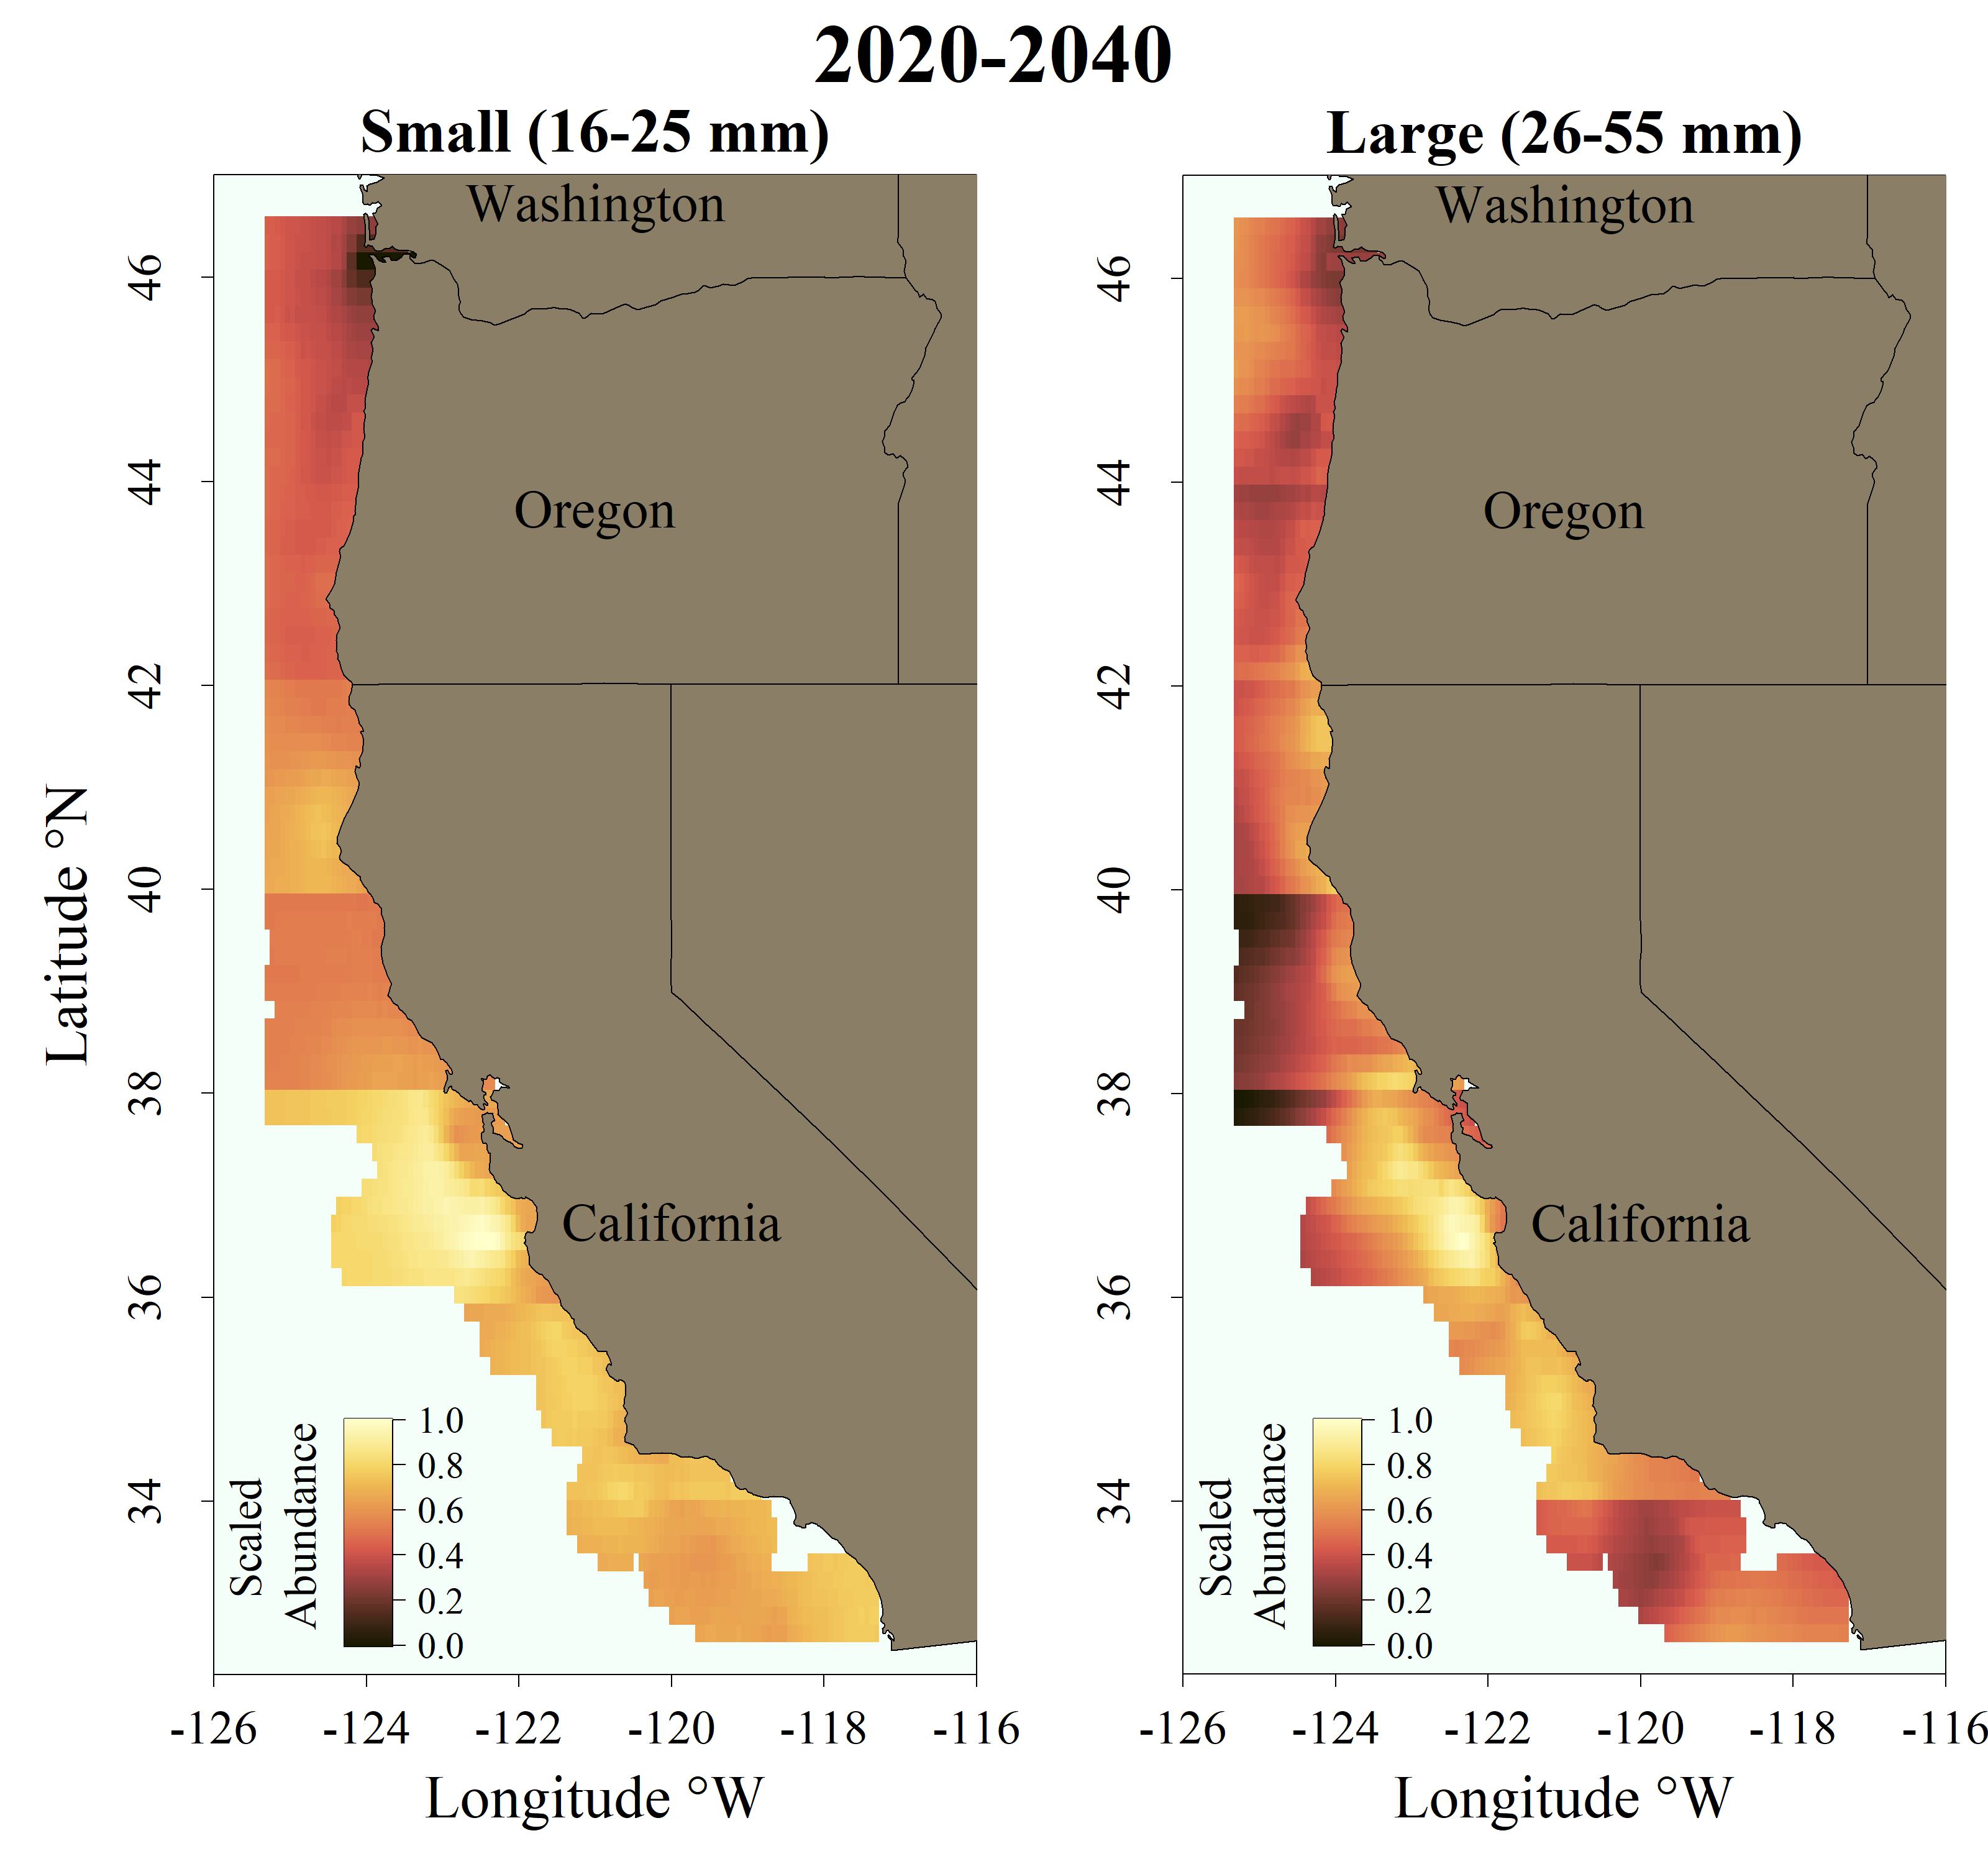 2020-2040
Small (16-25 mm)
Large (26-55 mm)
Latitude °N
46
44
42
40
38
36
34
Washington
Oregon
California
Scaled
Abundance
1.0
0.8
0.6
0.4
0.2
0.0
-126
-124
-122
-120
-118
-116
Longitude °W
46
44
42
40
38
36
34
Washington
Oregon
California
Scaled
Abundance
1.0
0.8
0.6
0.4
0.2
0.0
-126
-124
-122
-120
-118
-116
Longitude °W